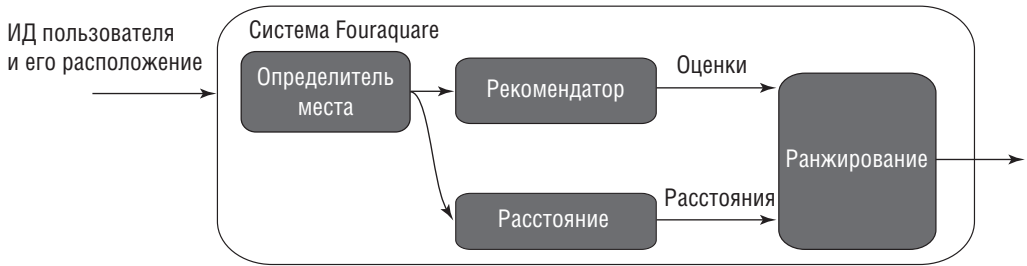 ИД пользователя
и его расположение
Система Fouraquare
Определитель
места
Рекомендатор
Оценки
Ранжирование
Расстояние
Расстояния